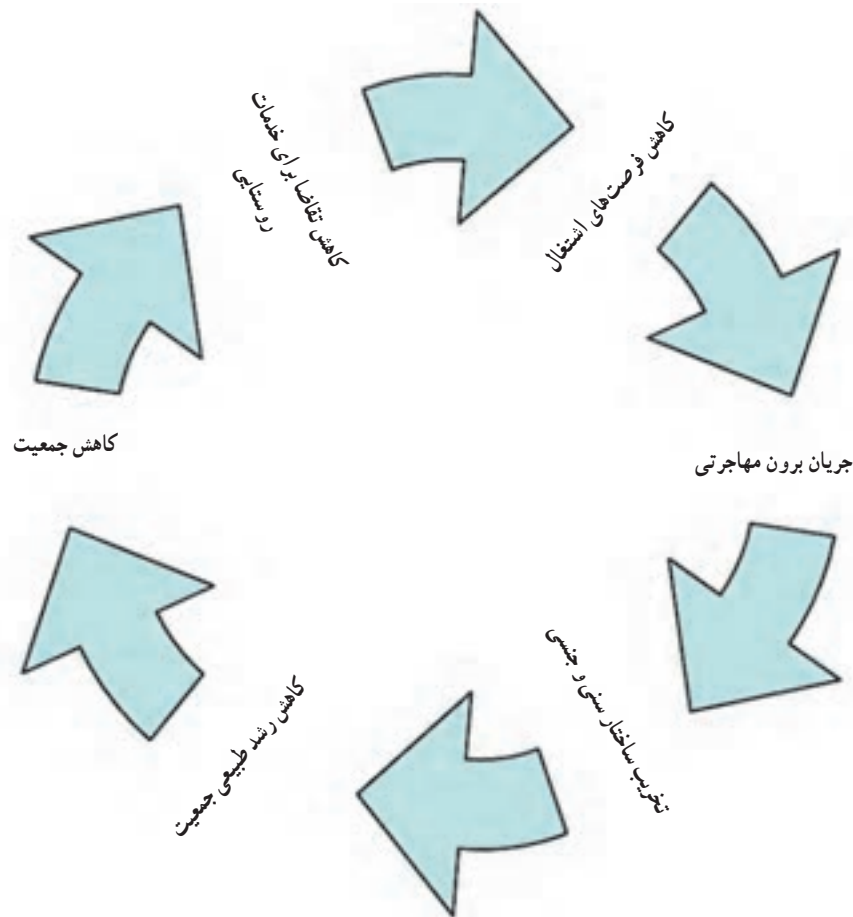 کاهش تقاضا برای خدمات
روستایی
کاهش فرصت‌های اشتغال
جریان برون مهاجرتی
تخریب ساختار سنی و جنسی
کاهش رشد طبیعی جمعیت
کاهش جمعیت